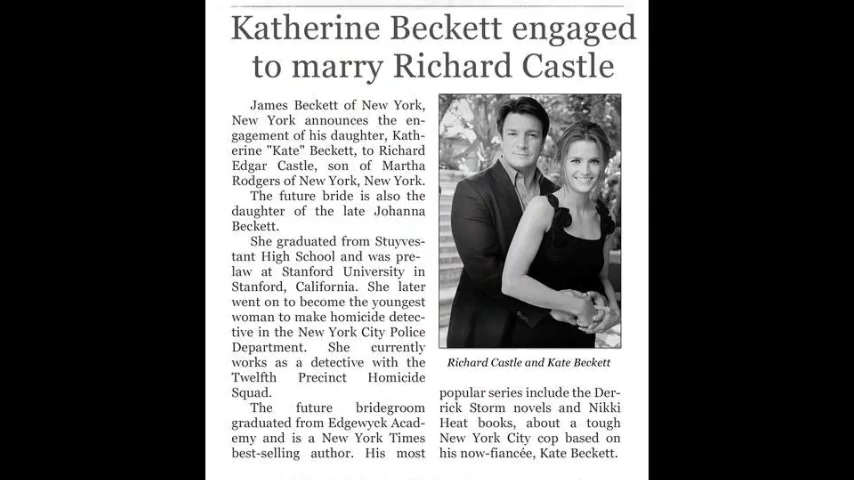 Katherine Beckett engaged
to marry Richard Castle
James Beckett of New York,
New York announces the en-
gagement of his daughter, Kath-
erine "Kate" Beckett, to Richard
Edgar Castle, son of Martha
Rodgers of New York, New York.
The future bride is also the
daughter of the late Johanna
Beckett.
She graduated from Stuyves-
tant High School and was pre-
law at Stanford University in
Stanford, California. She later
went on to become the youngest
woman to make homicide detec-
tive in the New York City Police
Department. She currently
works as a detective with the
Twelfth Precinct Homicide
Squad.
The future bridegroom
graduated from Edgewyck Acad-
emy and is a New York Times
best-selling author. His most
Richard Castle and Kate Beckett
popular series include the Der-
rick Storm novels and Nikki
Heat books, about a tough
New York City cop based on
his now-fiancée, Kate Beckett.